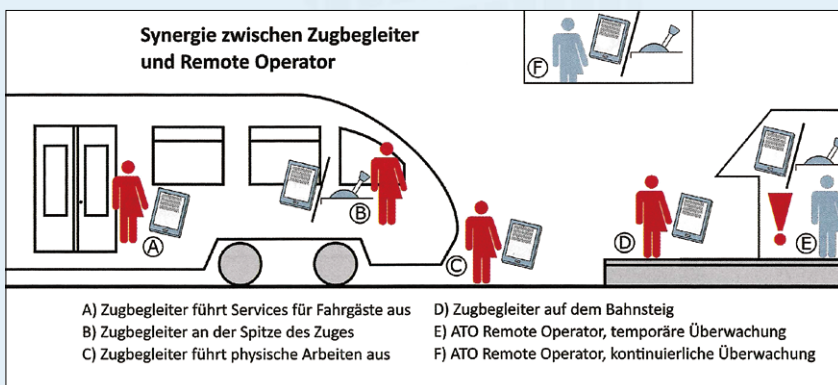 Synergie zwischen Zugbegleiter
und Remote Operator
F
A
B
C
D
E
A) Zugbegleiter führt Services für Fahrgäste aus
B) Zugbegleiter an der Spitze des Zuges
C) Zugbegleiter führt physische Arbeiten aus
D) Zugbegleiter auf dem Bahnsteig
E) ATO Remote Operator, temporäre Überwachung
F) ATO Remote Operator, kontinuierliche Überwachung